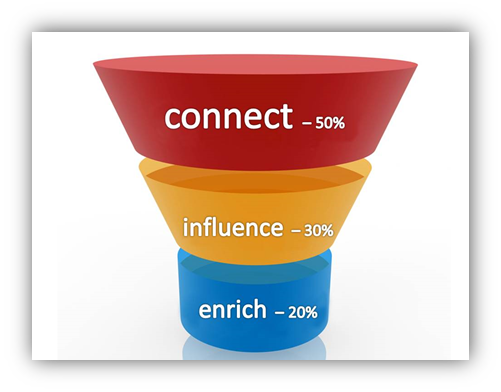 connect – 50%
influence – 30%
enrich – 20%